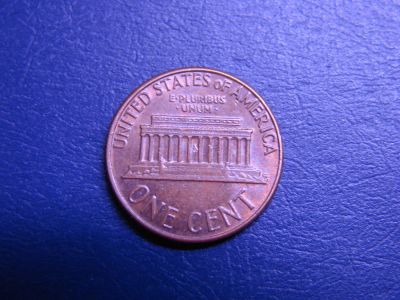 UNITED STATES OF AMERICA
E·PLURIBUS
·UNUM·
ONE CENT